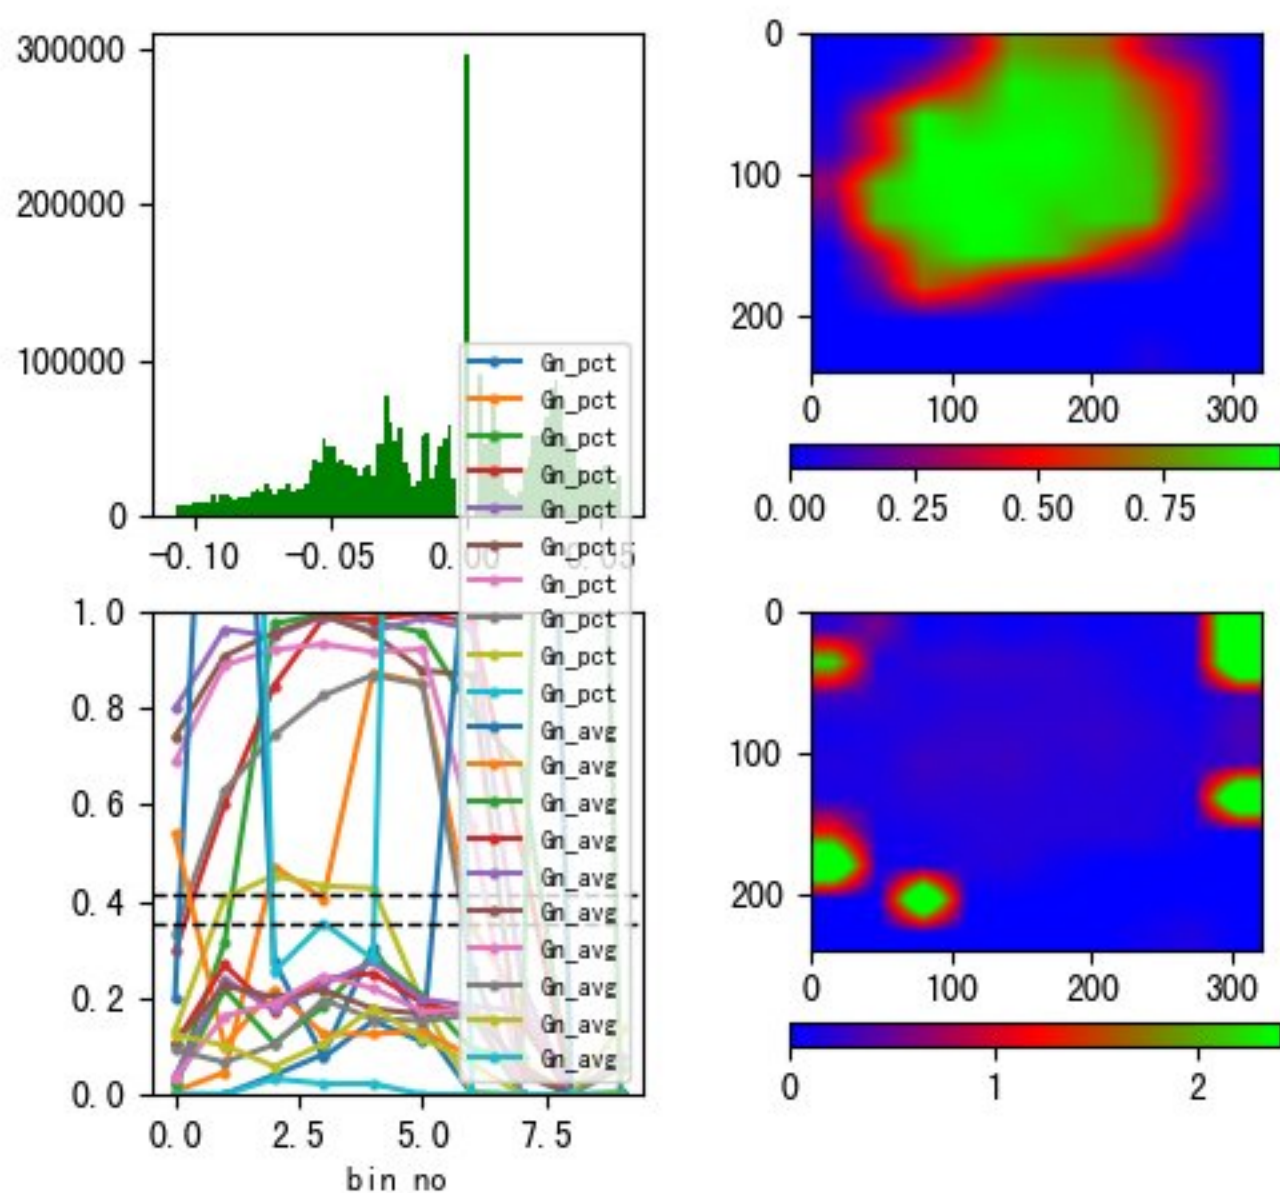 300000
200000
100000
0
-0.10 -0.05 0.00 0.05
0
100
200
0 100 200 300
0.00 0.25 0.50 0.75
Gn_pct
Gn_pct
Gn_pct
Gn_pct
Gn_pct
Gn_pct
Gn_pct
Gn_pct
Gn_pct
Gn_pct
Gn_avg
Gn_avg
Gn_avg
Gn_avg
Gn_avg
Gn_avg
Gn_avg
Gn_avg
Gn_avg
Gn_avg
1.0
0.8
0.6
0.4
0.2
0.0
0.0 2.5 5.0 7.5
bin no
0
100
200
0 100 200 300
0 1 2